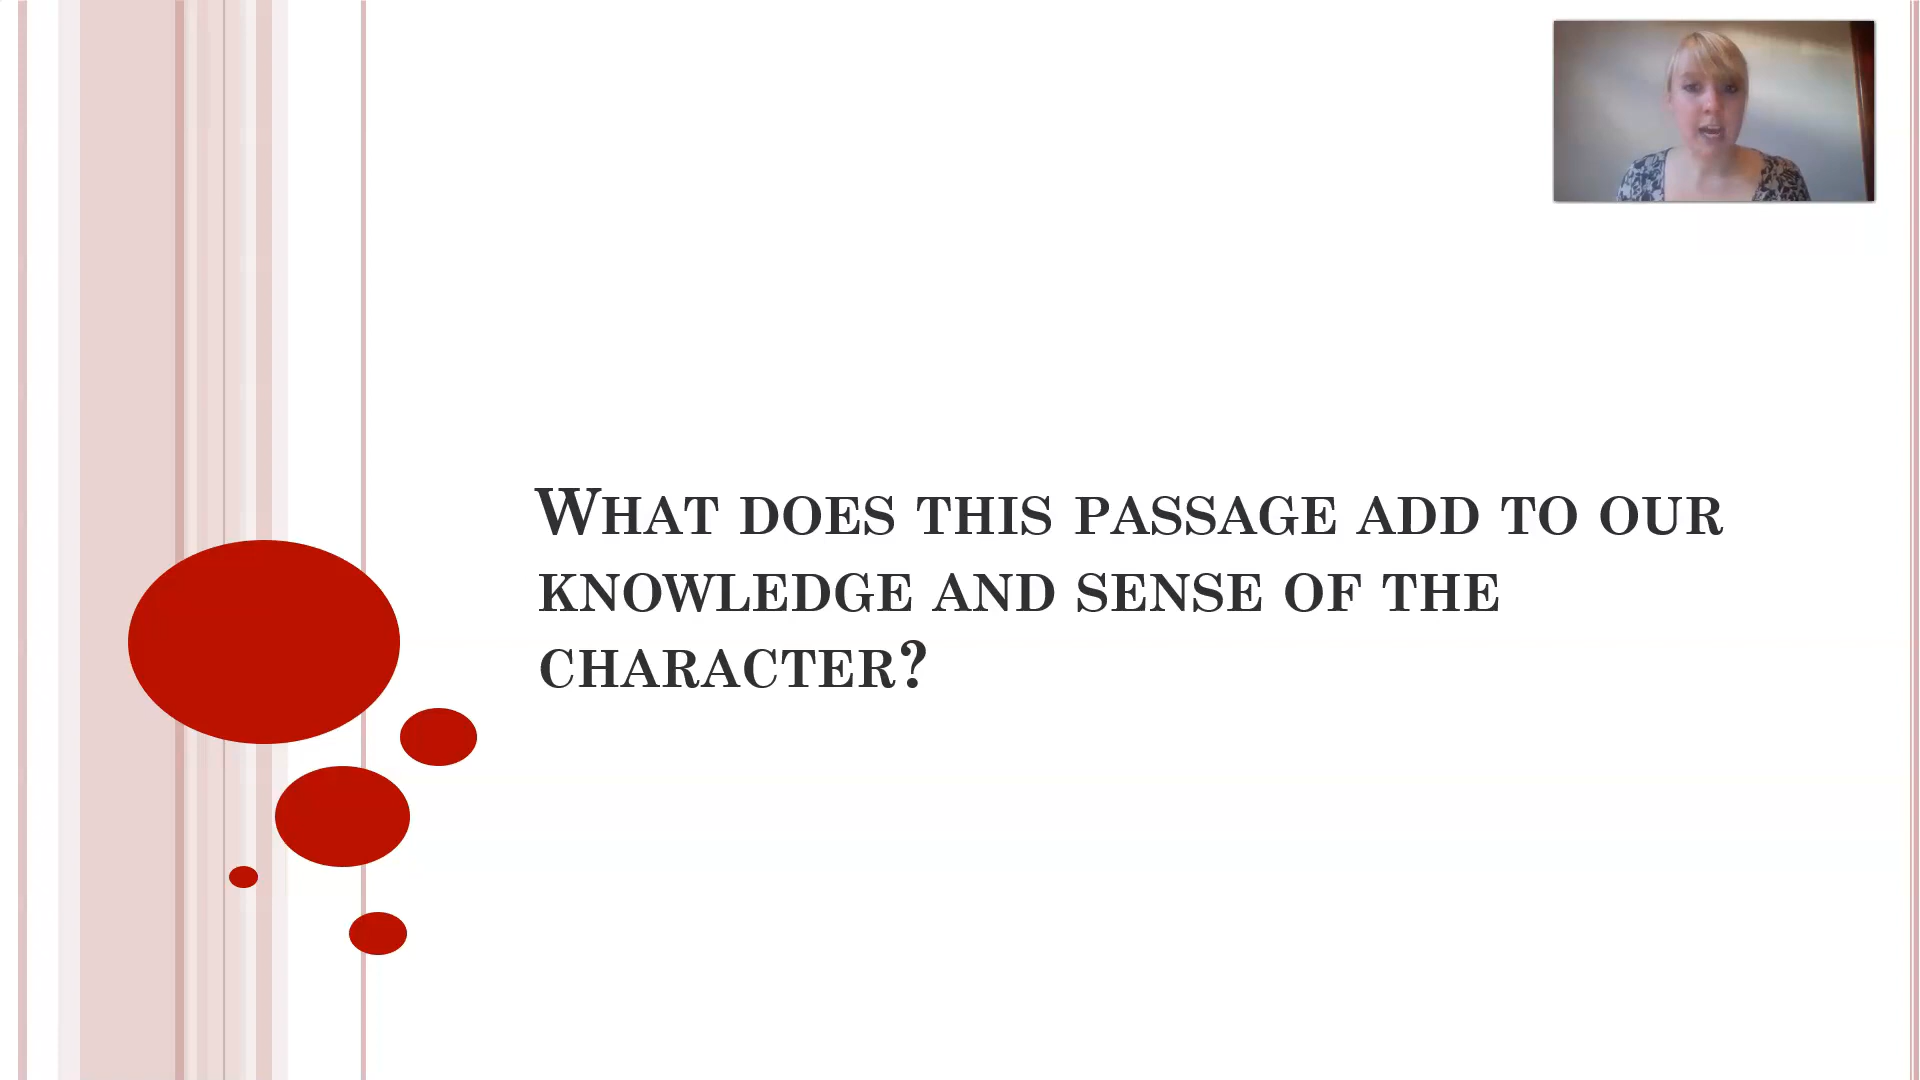 What does this passage add to our
knowledge and sense of the
character?